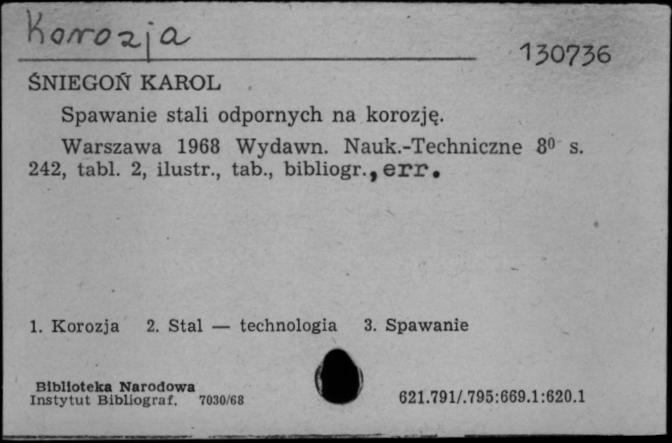 Korozja
130736
ŚNIEGOŃ KAROL
Spawanie stali odpornych na korozję.
Warszawa 1968 Wydawn. Nauk.-Techniczne 8⁰ s.
242, tabl. 2, ilustr., tab., bibliogr., err.
1. Korozja 2. Stal — technologia 3. Spawanie
Biblioteka Narodowa
Instytut Bibliograf. 7030/68
621.791/.795:669.1:620.1